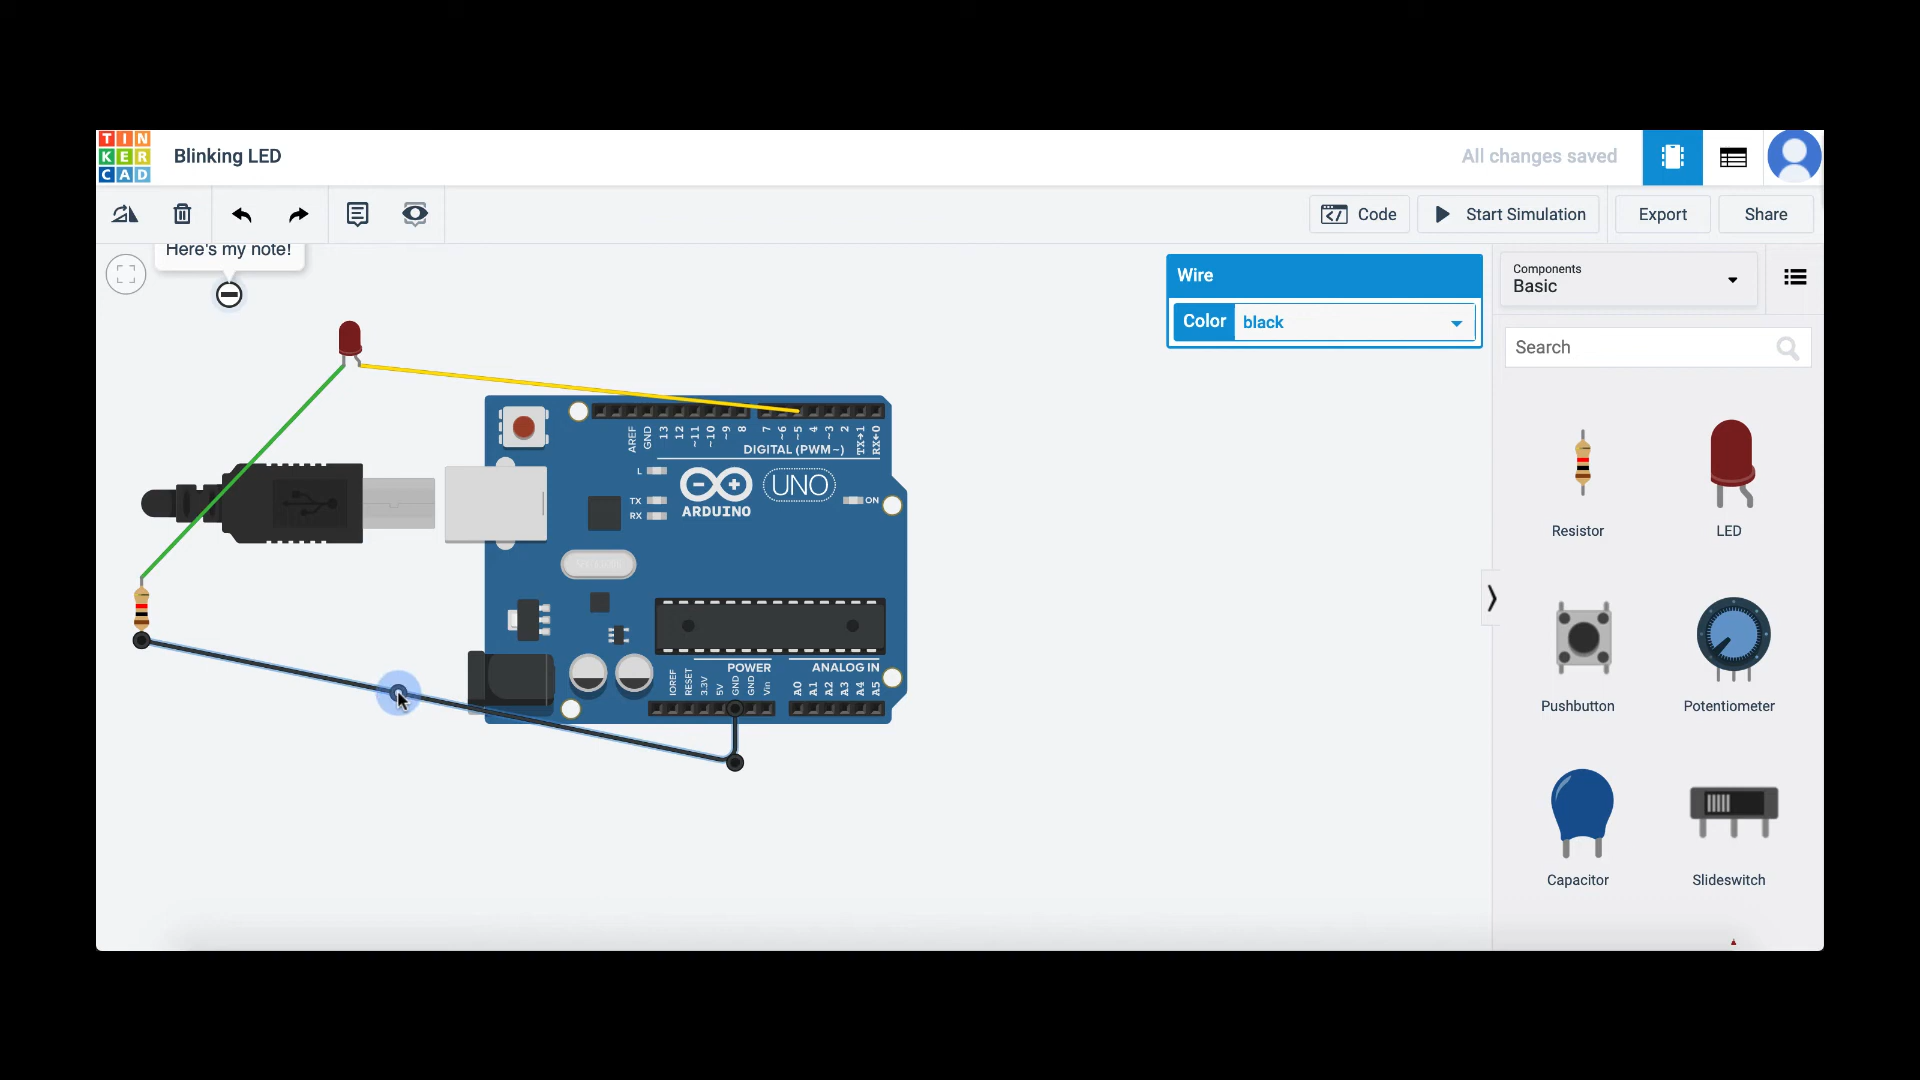 TIN
KER
CAD
Blinking LED
All changes saved
Code
Start Simulation
Export
Share
Here's my note!
Wire
Color
black
Components
Basic
Search
Resistor
LED
Pushbutton
Potentiometer
Capacitor
Slideswitch
AREF
GND
13
12
~11
~10
~9
8
7
~6
~5
4
~3
2
TX→1
RX←0
DIGITAL (PWM~)
L
TX
RX
ARDUINO
UNO
ON
POWER
ANALOG IN
IOREF
RESET
3.3V
5V
GND
GND
Vin
A0
A1
A2
A3
A4
A5